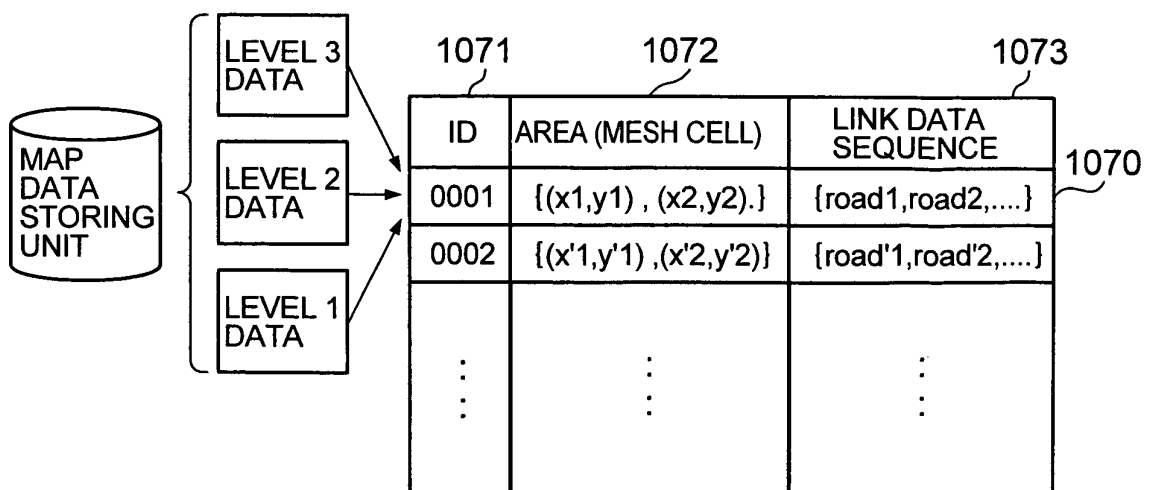 MAP
DATA
STORING
UNIT
LEVEL 3
DATA
LEVEL 2
DATA
LEVEL 1
DATA
1071
1072
1073
1070
ID
AREA (MESH CELL)
LINK DATA
SEQUENCE
0001
{(x1,y1) , (x2,y2).}
{road1,road2,....}
0002
{(x'1,y'1) ,(x'2,y'2)}
{road'1,road'2,....}